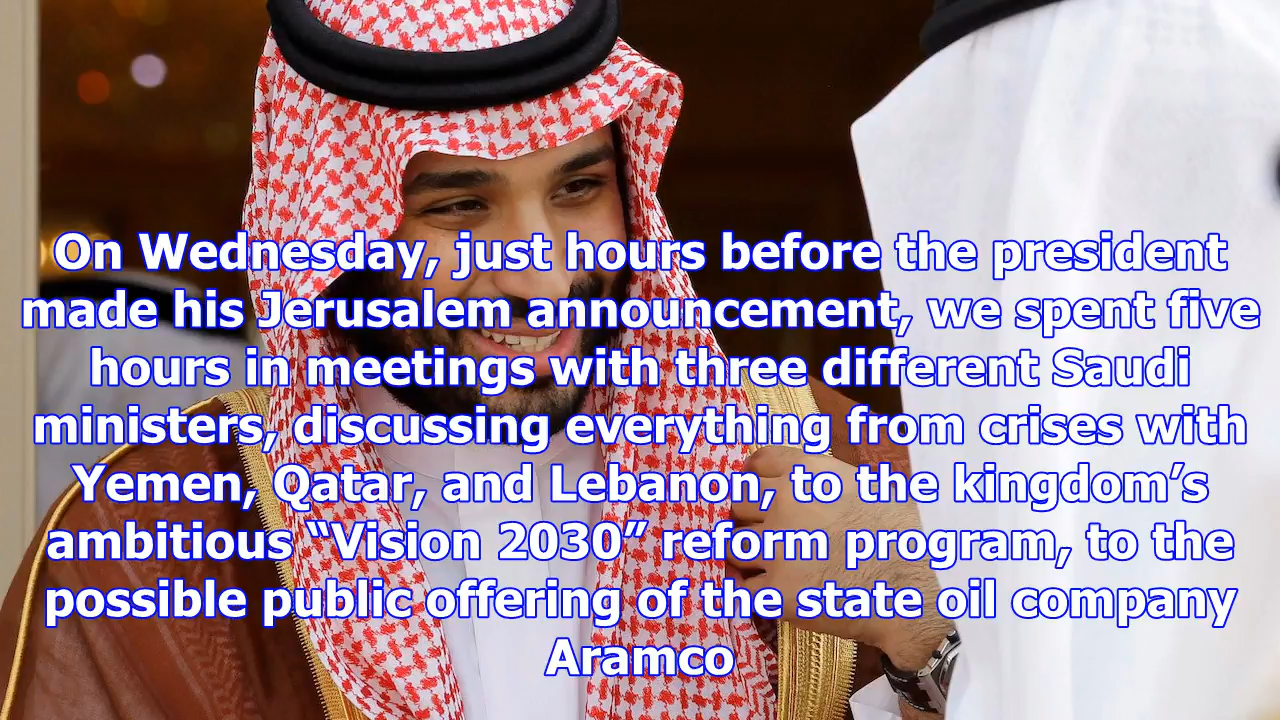 On Wednesday, just hours before the president
made his Jerusalem announcement, we spent five
hours in meetings with three different Saudi
ministers, discussing everything from crises with
Yemen, Qatar, and Lebanon, to the kingdom’s
ambitious “Vision 2030” reform program, to the
possible public offering of the state oil company
Aramco